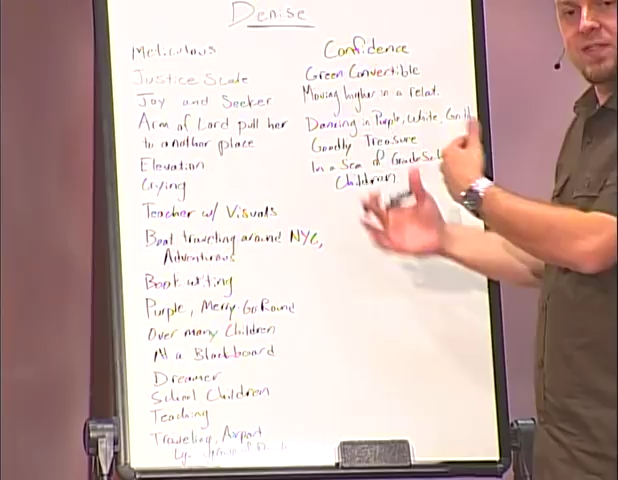 Denise
Meticulous
Justice Scale
Joy and Seeker
Arm of Lord pull her
to another place
Elevation
Crying
Teacher w/ Visuals
Boat traveling around NYC,
Adventurous
Book writing
Purple, Merry Go Round
Over many Children
At a Blackboard
Dreamer
School Children
Teaching
Traveling, Airport
Confidence
Green Convertible
Moving higher in a relat.
Dancing in Purple, White,
Goodly Treasure
In a Sea of
Children